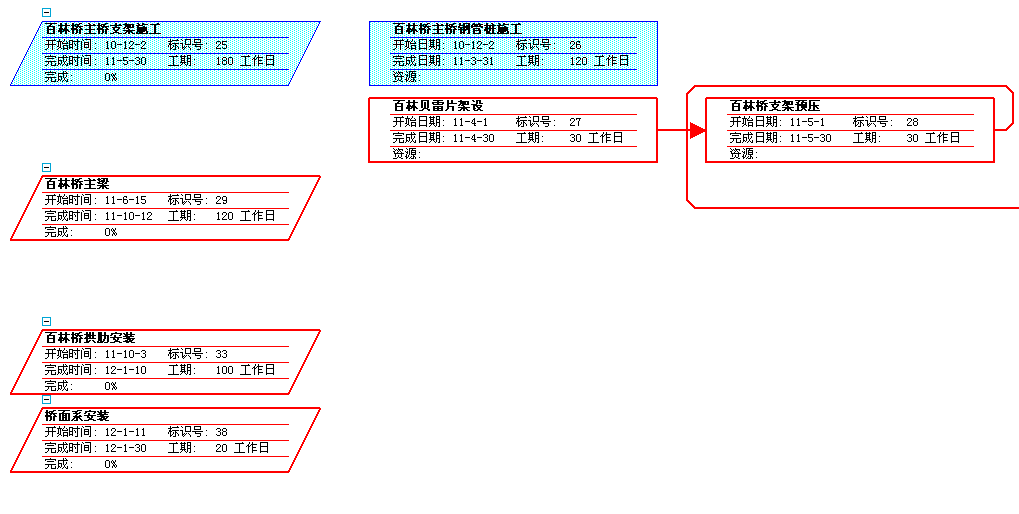 百林桥主桥支架施工
开始时间: 10-12-2 标识号: 25
完成时间: 11-5-30 工期: 180 工作日
完成: 0%
百林桥主桥钢管桩施工
开始日期: 10-12-2 标识号: 26
完成日期: 11-3-31 工期: 120 工作日
资源:
百林贝雷片架设
开始日期: 11-4-1 标识号: 27
完成日期: 11-4-30 工期: 30 工作日
资源:
百林桥支架预压
开始日期: 11-5-1 标识号: 28
完成日期: 11-5-30 工期: 30 工作日
资源:
百林桥主梁
开始时间: 11-6-15 标识号: 29
完成时间: 11-10-12 工期: 120 工作日
完成: 0%
百林桥拱肋安装
开始时间: 11-10-3 标识号: 33
完成时间: 12-1-10 工期: 100 工作日
完成: 0%
桥面系安装
开始时间: 12-1-11 标识号: 38
完成时间: 12-1-30 工期: 20 工作日
完成: 0%